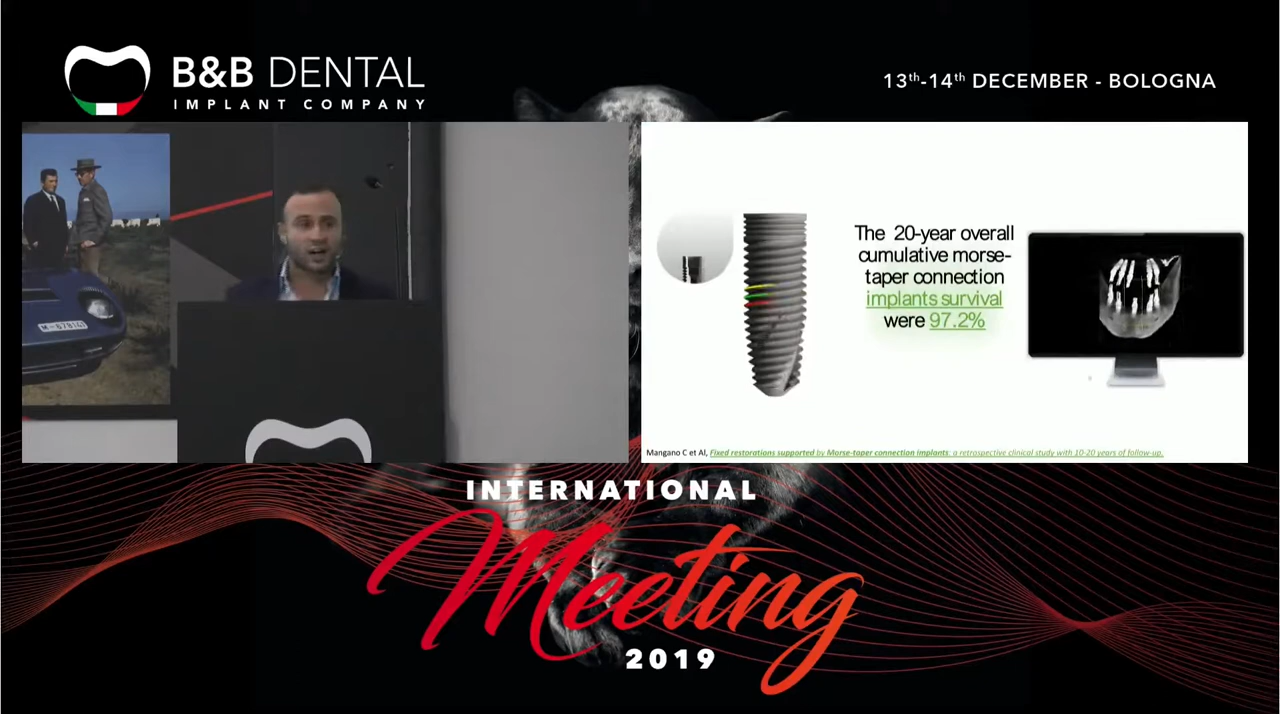 B&B DENTAL
IMPLANT COMPANY
13th-14th DECEMBER - BOLOGNA
The 20-year overall
cumulative morse-
taper connection
implants survival
were 97.2%
Mangano C et Al, Fixed restorations supported by Morse-taper connection implants: a retrospective clinical study with 10-20 years of follow-up.
INTERNATIONAL
Meeting
2019